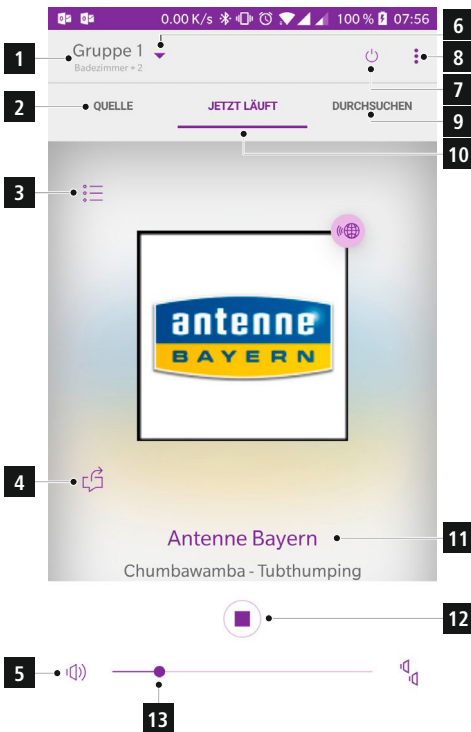 0.00 K/s 100 % 07:56
6
1
Gruppe 1
Badezimmer + 2
8
7
2
QUELLE
JETZT LÄUFT
DURCHSUCHEN
9
10
3
antenne
BAYERN
4
Antenne Bayern
11
Chumbawamba - Tubthumping
12
5
13